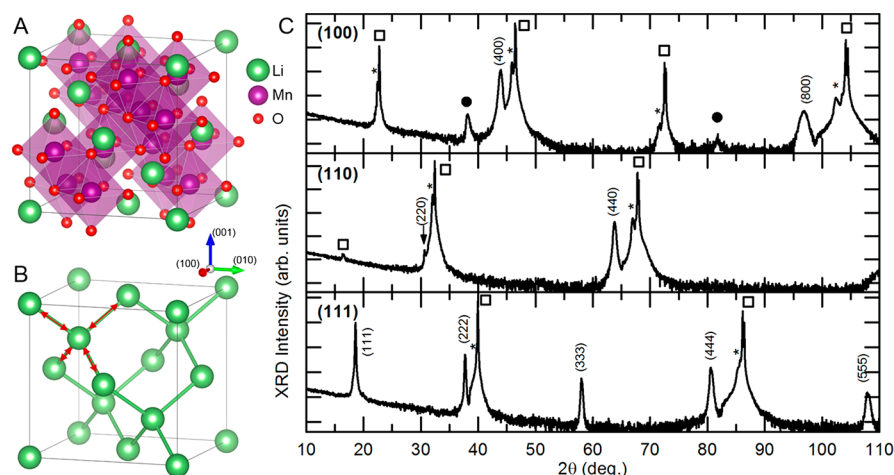 A
Li
Mn
O
(001)
(100)
(010)
B
C
XRD Intensity (arb. units)
(100)
*
(400)
*
*
(800)
*
(110)
(220)
*
(440)
*
(111)
(111)
(222)
*
(333)
(444)
*
(555)
10 20 30 40 50 60 70 80 90 100 110
2θ (deg.)